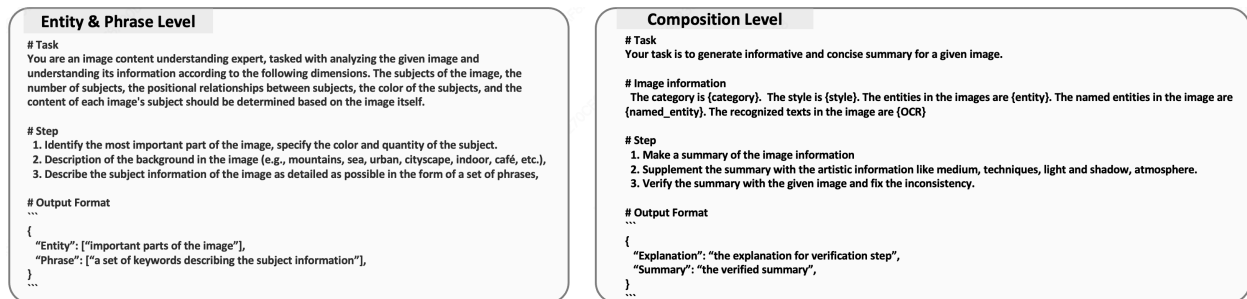 Entity & Phrase Level
# Task
You are an image content understanding expert, tasked with analyzing the given image and
understanding its information according to the following dimensions. The subjects of the image, the
number of subjects, the positional relationships between subjects, the color of the subjects, and the
content of each image's subject should be determined based on the image itself.
# Step
1. Identify the most important part of the image, specify the color and quantity of the subject.
2. Description of the background in the image (e.g., mountains, sea, urban, cityscape, indoor, café, etc.),
3. Describe the subject information of the image as detailed as possible in the form of a set of phrases,
# Output Format
```
{
“Entity”: [“important parts of the image”],
“Phrase”: [“a set of keywords describing the subject information”],
}
```
Composition Level
# Task
Your task is to generate informative and concise summary for a given image.
# Image information
The category is {category}. The style is {style}. The entities in the images are {entity}. The named entities in the image are
{named_entity}. The recognized texts in the image are {OCR}
# Step
1. Make a summary of the image information
2. Supplement the summary with the artistic information like medium, techniques, light and shadow, atmosphere.
3. Verify the summary with the given image and fix the inconsistency.
# Output Format
```
{
“Explanation”: “the explanation for verification step”,
“Summary”: “the verified summary”,
}
```